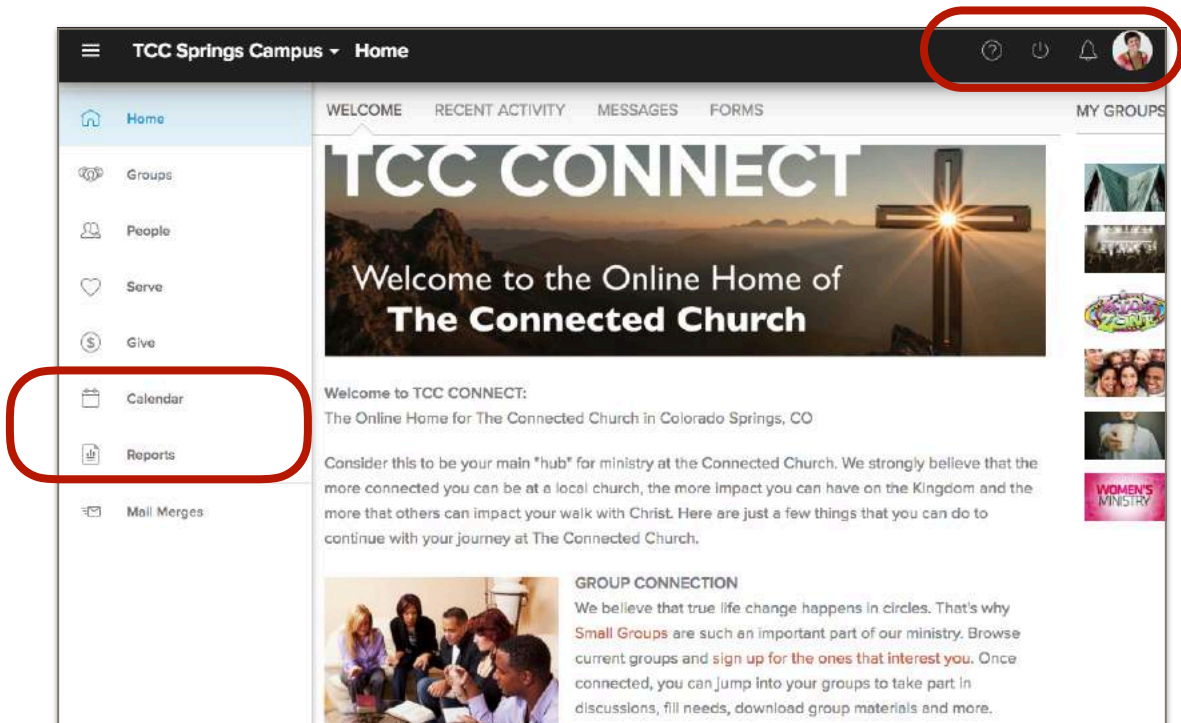 TCC Springs Campus Home
Home
Groups
People
Serve
Give
Calendar
Reports
Mail Merges
WELCOME RECENT ACTIVITY MESSAGES FORMS
TCC CONNECT
Welcome to the Online Home of
The Connected Church
Welcome to TCC CONNECT:
The Online Home for The Connected Church in Colorado Springs, CO
Consider this to be your main "hub" for ministry at the Connected Church. We strongly believe that the
more connected you can be at a local church, the more impact you can have on the Kingdom and the
more that others can impact your walk with Christ. Here are just a few things that you can do to
continue with your journey at The Connected Church.
GROUP CONNECTION
We believe that true life change happens in circles. That's why
Small Groups are such an important part of our ministry. Browse
current groups and sign up for the ones that interest you. Once
connected, you can jump into your groups to take part in
discussions, fill needs, download group materials and more.
MY GROUPS
ZONE
WOMEN'S
MINISTRY